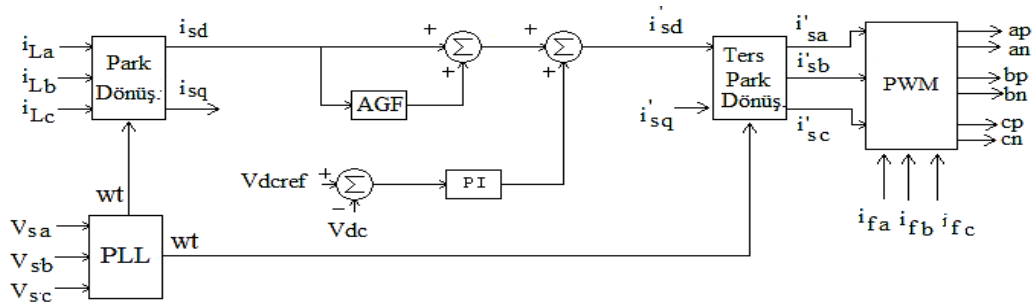 i_La
i_Lb
i_Lc
Park
Dönüş.
i_sd
i_sq
+
Σ
+
AGF
+
Σ
+
i'_sd
i'_sq
Ters
Park
Dönüş.
i'_sa
i'_sb
i'_sc
PWM
ap
an
bp
bn
cp
cn
i_fa
i_fb
i_fc
Vdcref
+
Σ
−
Vdc
PI
wt
V_sa
V_sb
V_sc
PLL
wt